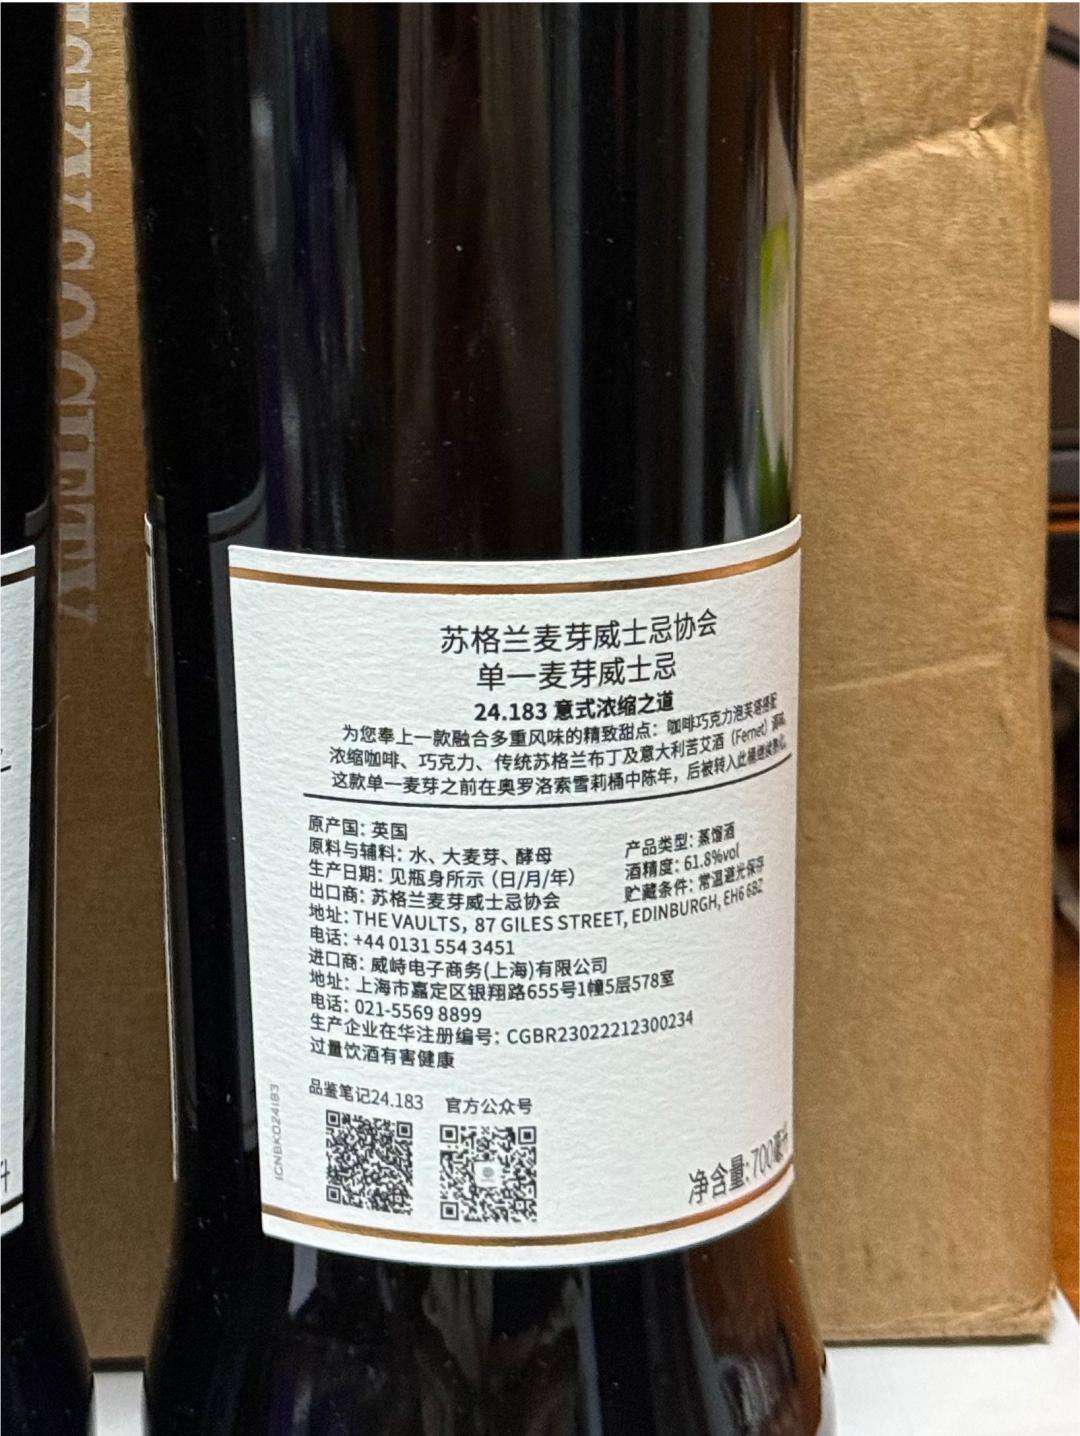 SOCIETY
苏格兰麦芽威士忌协会
单一麦芽威士忌
24.183 意式浓缩之道
为您奉上一款融合多重风味的精致甜点：咖啡巧克力泡芙塔搭配
浓缩咖啡、巧克力、传统苏格兰布丁及意大利苦艾酒（Fernet）调味
这款单一麦芽之前在奥罗洛索雪莉桶中陈年，后被转入此桶继续熟化
原产国：英国
原料与辅料：水、大麦芽、酵母
生产日期：见瓶身所示（日/月/年）
产品类型：蒸馏酒
酒精度：61.8%vol
贮藏条件：常温避光保存
出口商：苏格兰麦芽威士忌协会
地址：THE VAULTS，87 GILES STREET, EDINBURGH, EH6 6BZ
电话：+44 0131 554 3451
进口商：威峙电子商务(上海)有限公司
地址：上海市嘉定区银翔路655号1幢5层578室
电话：021-5569 8899
生产企业在华注册编号：CGBR23022212300234
过量饮酒有害健康
品鉴笔记24.183 官方公众号
净含量：700毫升
ICNBK024183
升